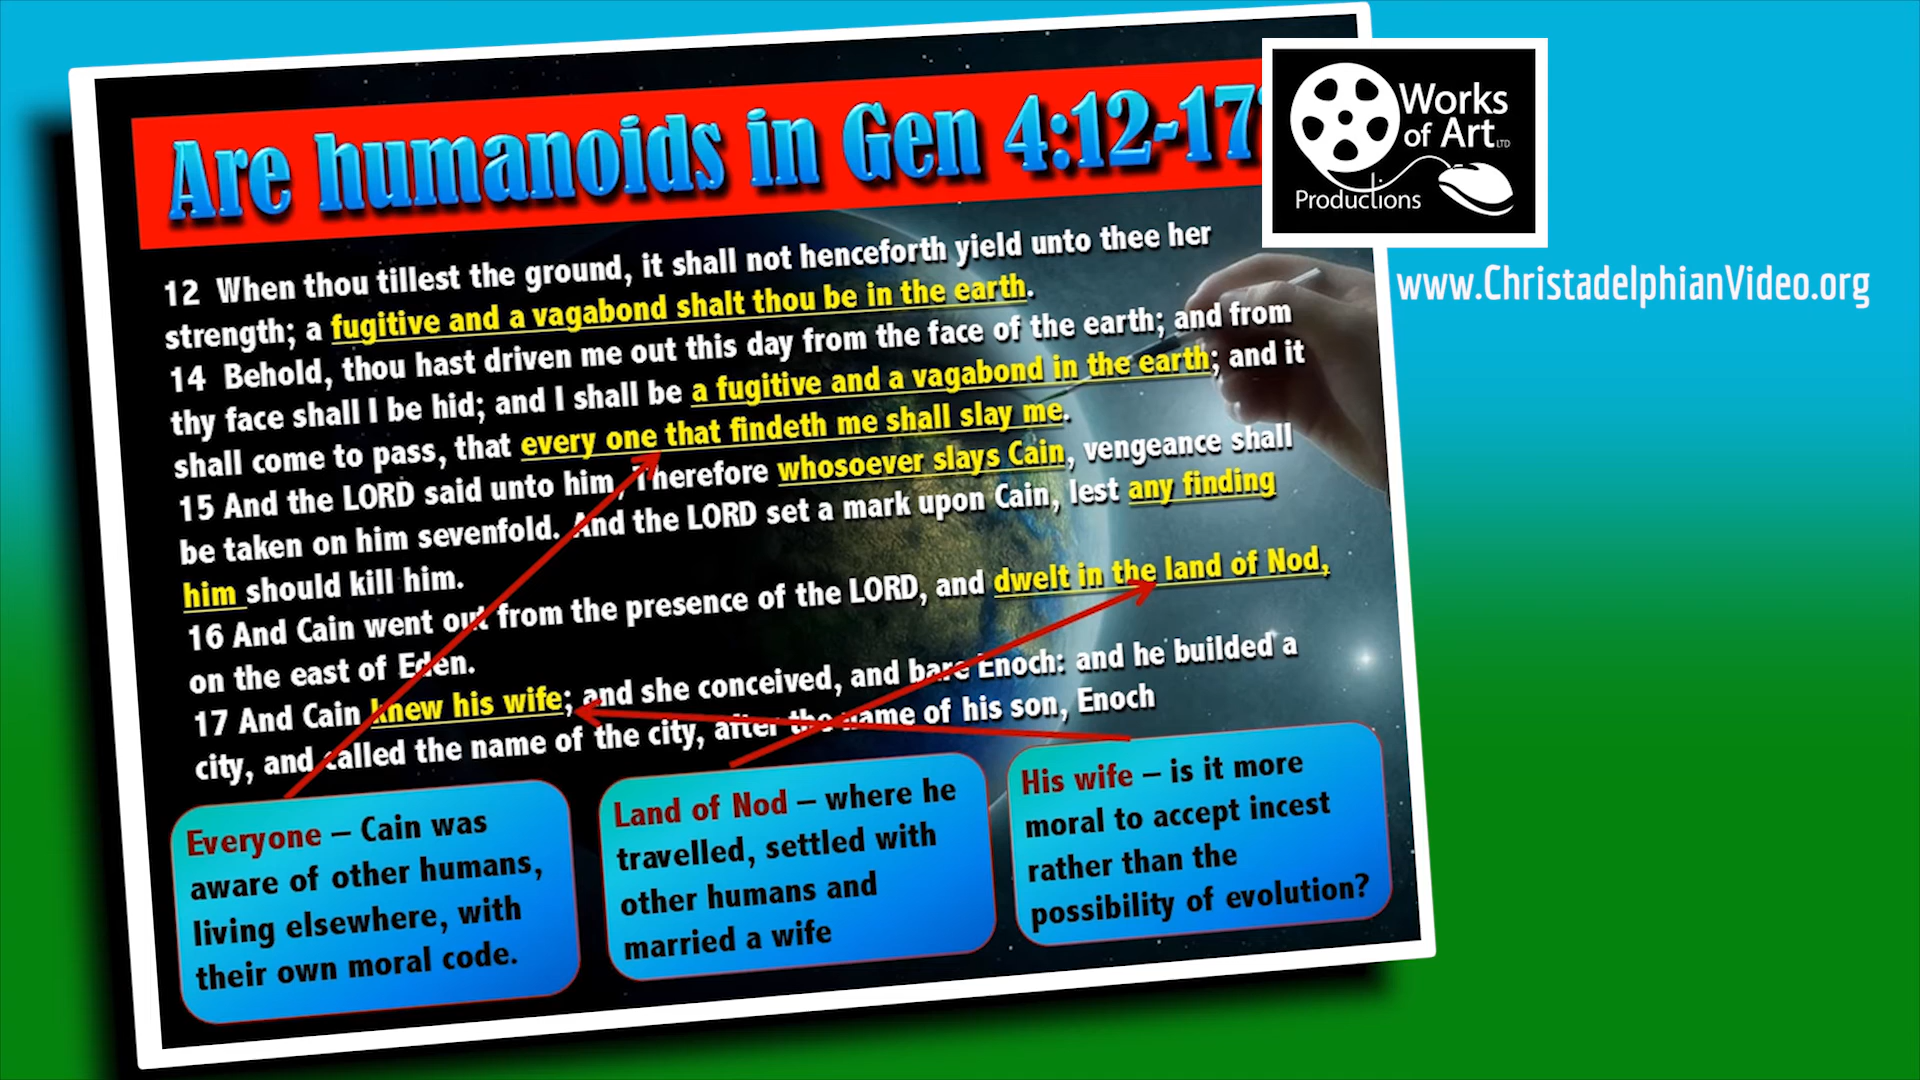 Are humanoids in Gen 4:12-17?
Works
of Art LTD
Productions
www.ChristadelphianVideo.org
12 When thou tillest the ground, it shall not henceforth yield unto thee her
strength; a fugitive and a vagabond shalt thou be in the earth.
14 Behold, thou hast driven me out this day from the face of the earth; and from
thy face shall I be hid; and I shall be a fugitive and a vagabond in the earth; and it
shall come to pass, that every one that findeth me shall slay me.
15 And the LORD said unto him, Therefore whosoever slays Cain, vengeance shall
be taken on him sevenfold. And the LORD set a mark upon Cain, lest any finding
him should kill him.
16 And Cain went out from the presence of the LORD, and dwelt in the land of Nod,
on the east of Eden.
17 And Cain knew his wife; and she conceived, and bare Enoch: and he builded a
city, and called the name of the city, after the name of his son, Enoch
Everyone – Cain was
aware of other humans,
living elsewhere, with
their own moral code.
Land of Nod – where he
travelled, settled with
other humans and
married a wife
His wife – is it more
moral to accept incest
rather than the
possibility of evolution?